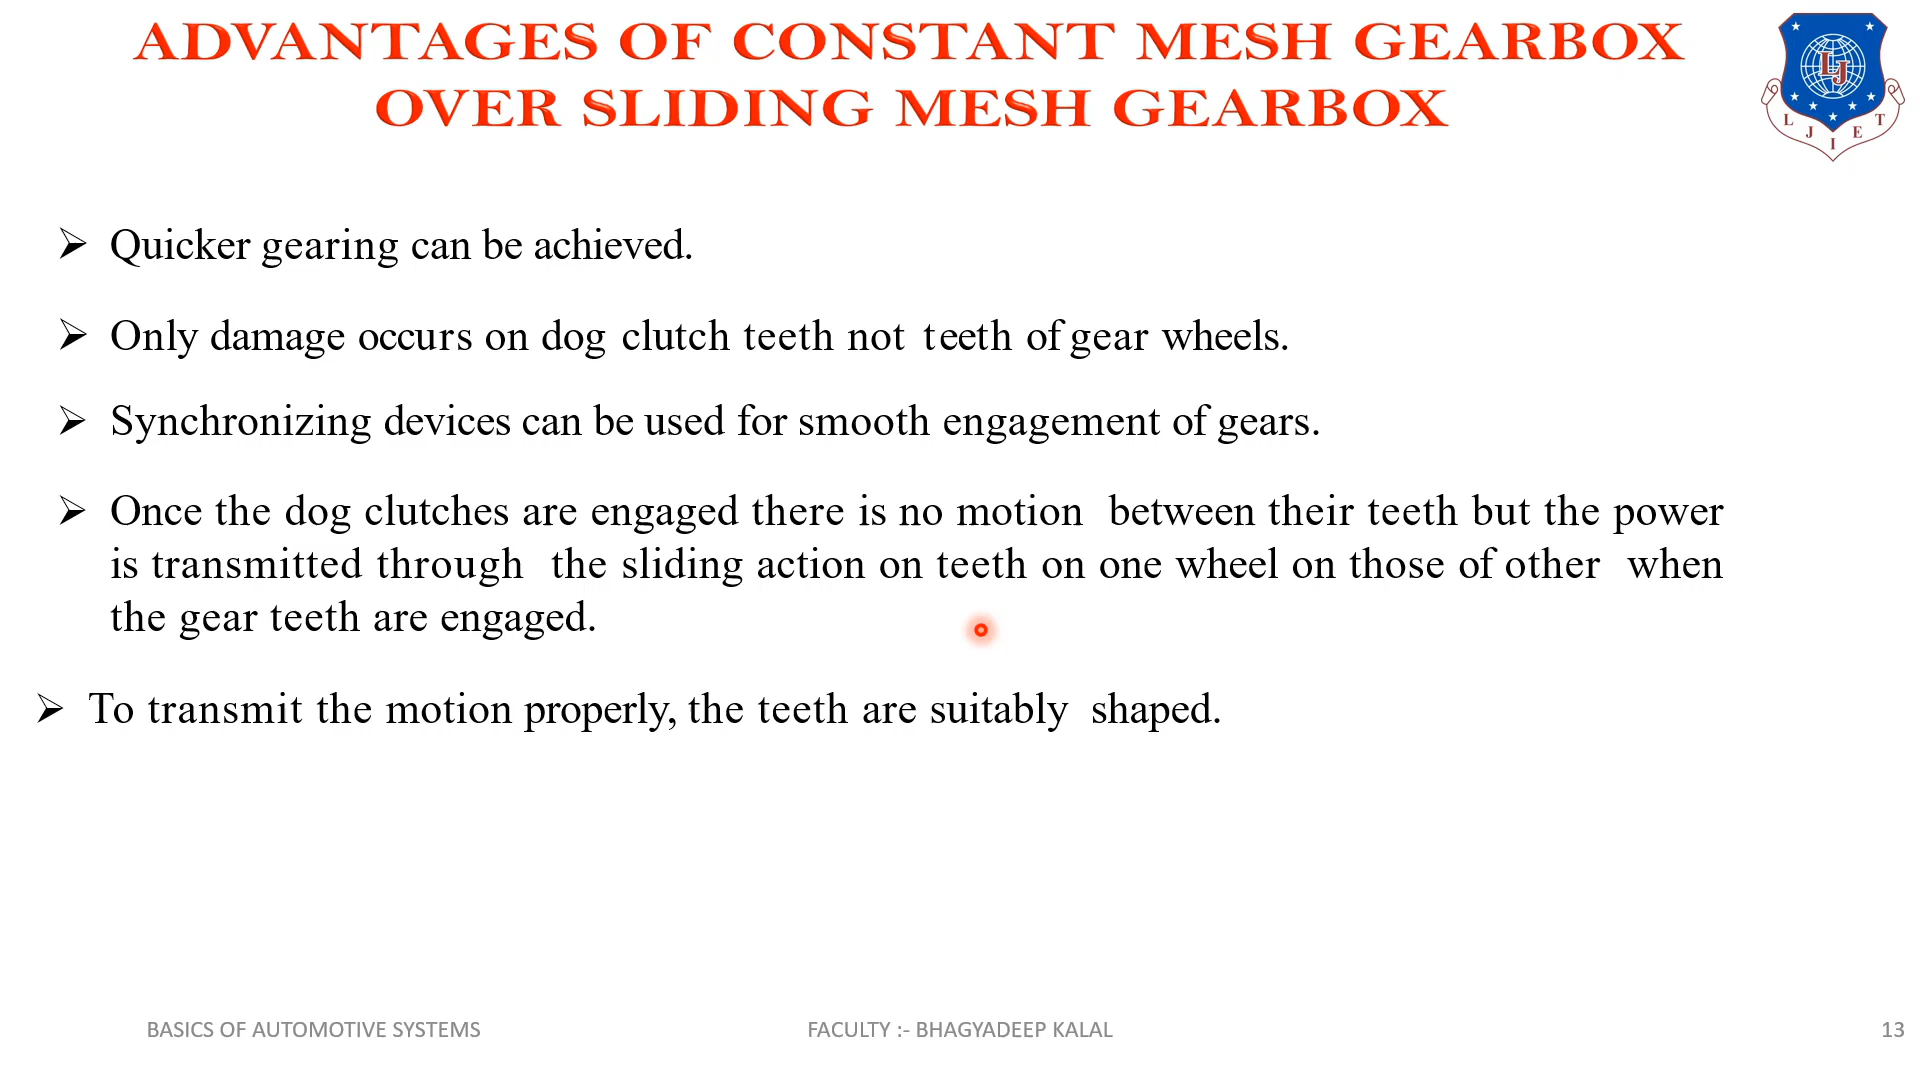 ADVANTAGES OF CONSTANT MESH GEARBOX
OVER SLIDING MESH GEARBOX
LJ
L J I E T
➢ Quicker gearing can be achieved.
➢ Only damage occurs on dog clutch teeth not teeth of gear wheels.
➢ Synchronizing devices can be used for smooth engagement of gears.
➢ Once the dog clutches are engaged there is no motion between their teeth but the power
is transmitted through the sliding action on teeth on one wheel on those of other when
the gear teeth are engaged.
➢ To transmit the motion properly, the teeth are suitably shaped.
BASICS OF AUTOMOTIVE SYSTEMS
FACULTY :- BHAGYADEEP KALAL
13